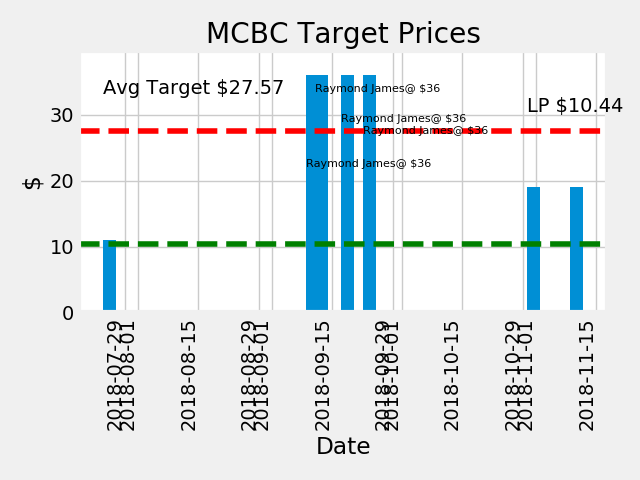 MCBC Target Prices
Avg Target $27.57
Raymond James@ $36
LP $10.44
Raymond James@ $36
Raymond James@ $36
Raymond James@ $36
$
30
20
10
0
2018-07-29
2018-08-01
2018-08-15
2018-08-29
2018-09-01
2018-09-15
2018-09-29
2018-10-01
2018-10-15
2018-10-29
2018-11-01
2018-11-15
Date